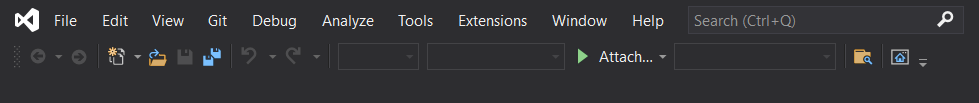 File Edit View Git Debug Analyze Tools Extensions Window Help Search (Ctrl+Q)
Attach...